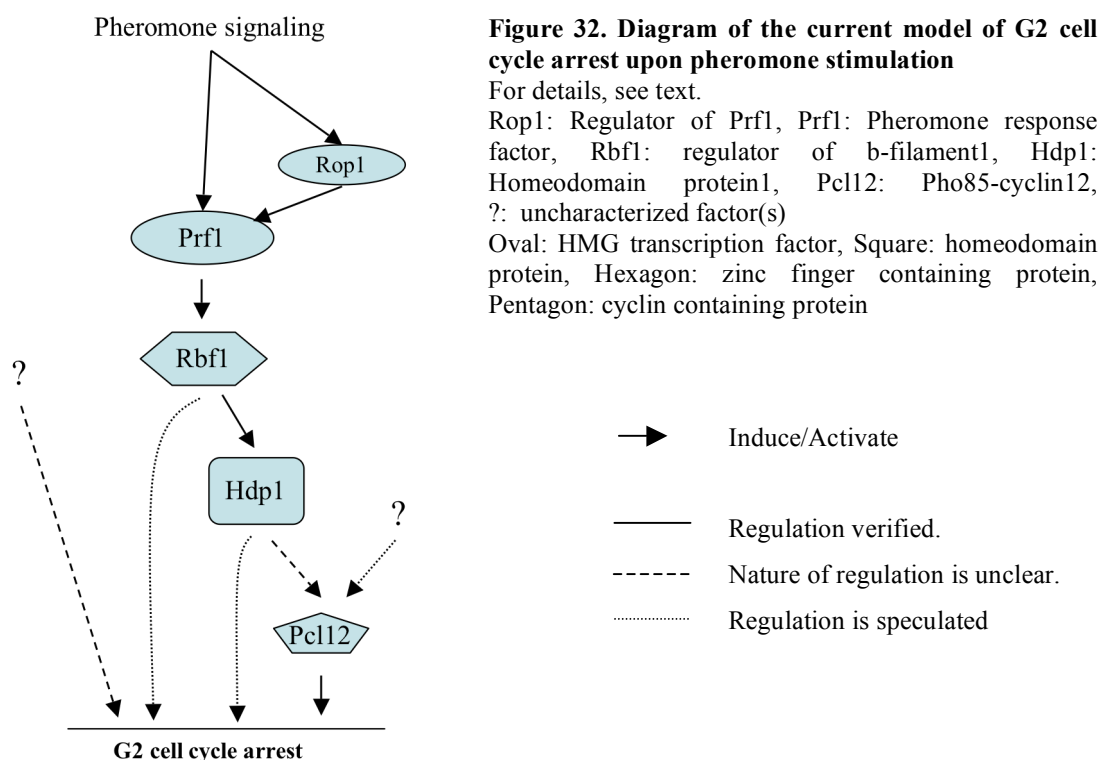 Pheromone signaling
Rop1
Prf1
Rbf1
?
Hdp1
?
Pcl12
G2 cell cycle arrest
Figure 32. Diagram of the current model of G2 cell
cycle arrest upon pheromone stimulation
For details, see text.
Rop1: Regulator of Prf1, Prf1: Pheromone response
factor, Rbf1: regulator of b-filament1, Hdp1:
Homeodomain protein1, Pcl12: Pho85-cyclin12,
?: uncharacterized factor(s)
Oval: HMG transcription factor, Square: homeodomain
protein, Hexagon: zinc finger containing protein,
Pentagon: cyclin containing protein
Induce/Activate
Regulation verified.
Nature of regulation is unclear.
Regulation is speculated